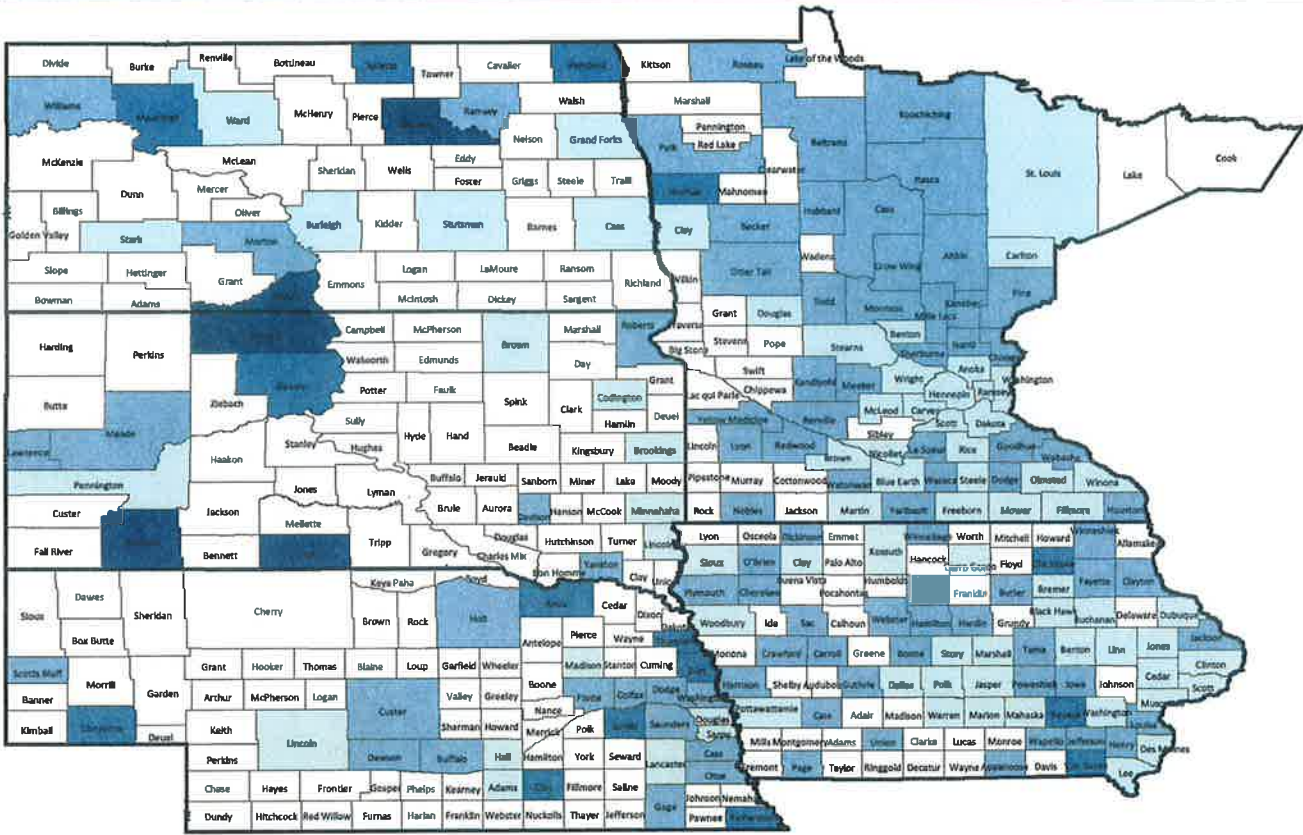 Divide Burke Renville Bottineau Rolette Towner Cavalier Pembina Kittson Roseau Lake of the Woods
Williams Mountrail Ward McHenry Pierce Ramsey Walsh Marshall Koochiching
Nelson Grand Forks Polk Pennington Red Lake Beltrami Clearwater Itasca St. Louis Lake Cook
McKenzie Dunn McLean Mercer Sheridan Wells Eddy Foster Griggs Steele Traill Norman Mahnomen
Billings Golden Valley Oliver Burleigh Kidder Stutsman Barnes Cass Clay Becker Hubbard Cass
Stark Morton Wadena Crow Wing Aitkin Carlton
Slope Hettinger Grant Emmons Logan LaMoure Ransom Richland Wilkin Otter Tail
Bowman Adams McIntosh Dickey Sargent Todd Morrison Mille Lacs Kanabec Pine
Harding Perkins Campbell McPherson Brown Marshall Roberts Traverse Grant Douglas
Walworth Edmunds Day Big Stone Stevens Pope Stearns Benton Sherburne Isanti Chisago
Butte Ziebach Dewey Potter Faulk Spink Clark Codington Grant Swift Kandiyohi Meeker Wright Anoka Washington
Meade Sully Hamlin Deuel Lac qui Parle Chippewa Hennepin Ramsey
Lawrence Haakon Stanley Hughes Hyde Hand Beadle Kingsbury Brookings Yellow Medicine Renville McLeod Carver Scott Dakota
Lincoln Lyon Redwood Sibley Nicollet Le Sueur Rice Goodhue Wabasha
Pennington Jones Lyman Buffalo Jerauld Sanborn Miner Lake Moody Pipestone Murray Cottonwood Brown Watonwan Blue Earth Waseca Steele Dodge Olmsted Winona
Custer Jackson Mellette Brule Aurora Davison Hanson McCook Minnehaha Rock Nobles Jackson Martin Faribault Freeborn Mower Fillmore Houston
Fall River Bennett Tripp Gregory Douglas Charles Mix Hutchinson Turner Lincoln Lyon Osceola Dickinson Emmet Kossuth Winnebago Worth Mitchell Howard Winneshiek Allamakee
Bon Homme Yankton Clay Union Sioux O'Brien Clay Palo Alto Hancock Cerro Gordo Floyd Chickasaw
Sioux Dawes Sheridan Cherry Keya Paha Boyd Knox Cedar Dixon Plymouth Cherokee Buena Vista Pocahontas Humboldt Franklin Butler Bremer Fayette Clayton
Box Butte Brown Rock Holt Antelope Pierce Wayne Dakota Woodbury Ida Sac Calhoun Webster Hamilton Hardin Grundy Black Hawk Buchanan Delaware Dubuque
Scotts Bluff Morrill Grant Hooker Thomas Blaine Loup Garfield Wheeler Madison Stanton Cuming Monona Crawford Carroll Greene Boone Story Marshall Tama Benton Linn Jones Jackson
Banner Garden Arthur McPherson Logan Valley Greeley Boone Nance Platte Colfax Dodge Washington Harrison Shelby Audubon Guthrie Dallas Polk Jasper Poweshiek Iowa Johnson Cedar Clinton Scott
Kimball Cheyenne Deuel Keith Lincoln Custer Sherman Howard Merrick Polk Butler Saunders Douglas Sarpy Pottawattamie Cass Adair Madison Warren Marion Mahaska Keokuk Washington Louisa
Perkins Dawson Buffalo Hall Hamilton York Seward Lancaster Cass Mills Montgomery Adams Union Clarke Lucas Monroe Wapello Jefferson Henry Des Moines
Chase Hayes Frontier Gosper Phelps Kearney Adams Clay Fillmore Saline Otoe Fremont Page Taylor Ringgold Decatur Wayne Appanoose Davis Lee
Dundy Hitchcock Red Willow Furnas Harlan Franklin Webster Nuckolls Thayer Jefferson Gage Johnson Nemaha Pawnee Richardson